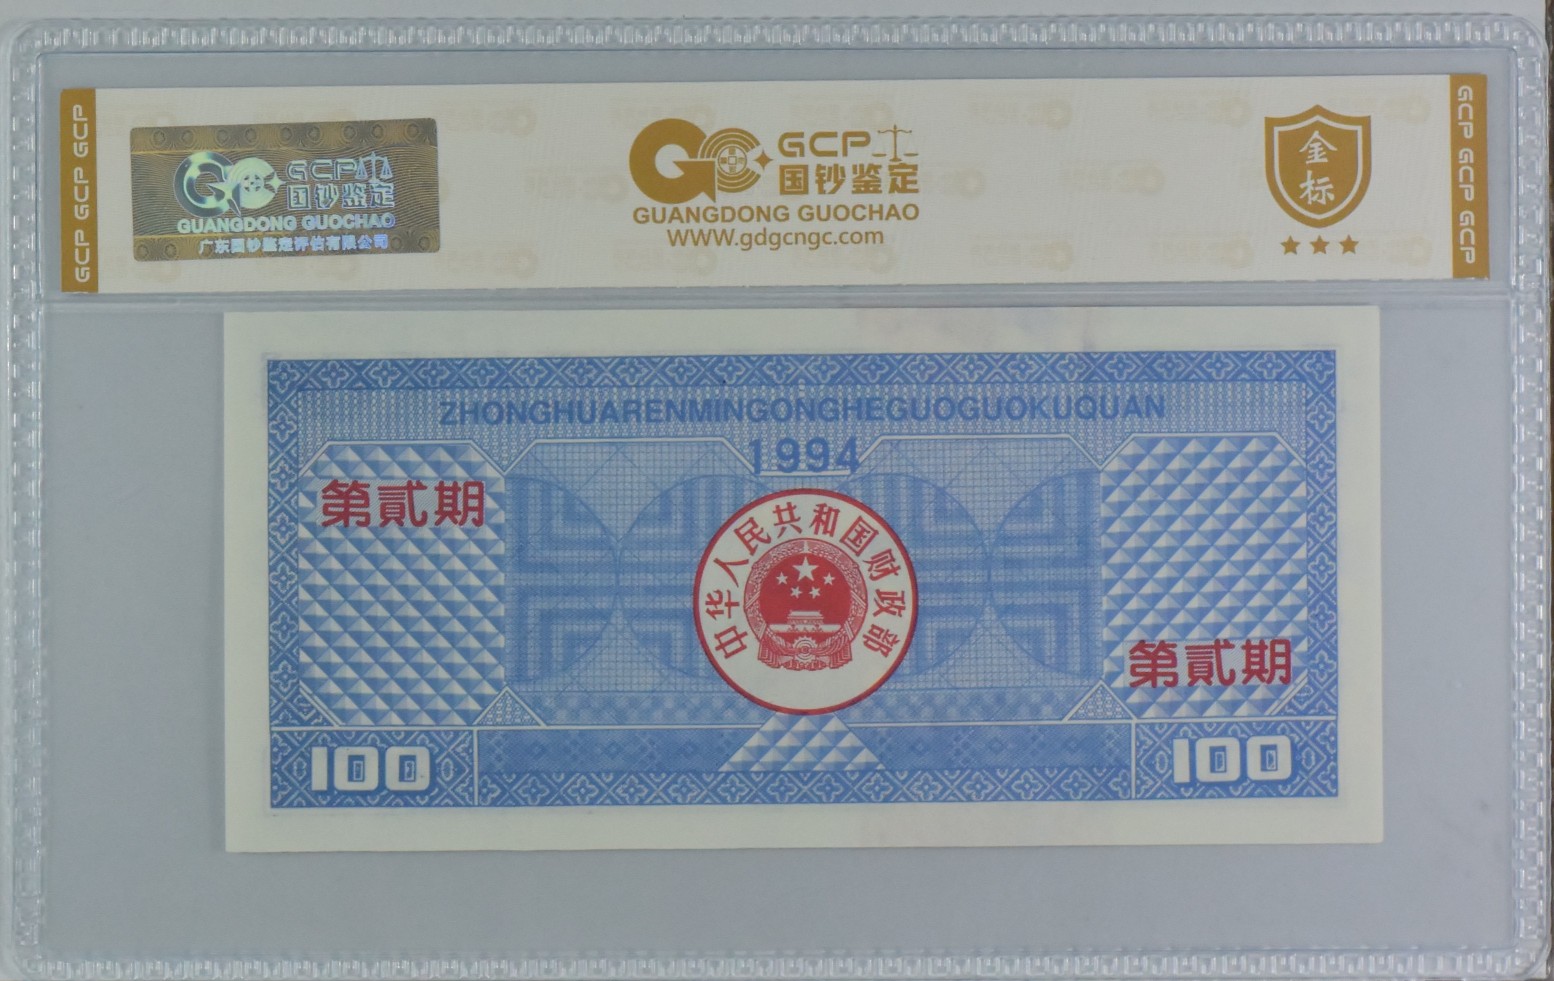 GCP GCP GCP
GCP 国钞鉴定
GUANGDONG GUOCHAO
广东国钞鉴定评估有限公司
GCP
国钞鉴定
GUANGDONG GUOCHAO
WWW.gdgcngc.com
金标
GCP GCP GCP
ZHONGHUARENMINGONGHEGUOGUOKUQUAN
1994
第貳期
中华人民共和国财政部
第貳期
100
100